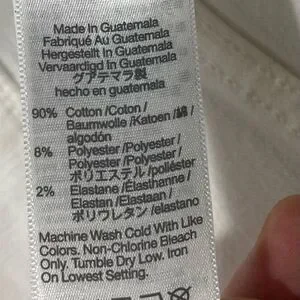 Made In Guatemala
Fabriqué Au Guatemala
Hergestellt In Guatemala
Vervaardigd In Guatemala
グアテマラ製
hecho en guatemala
90% Cotton /Coton /
Baumwolle /Katoen /綿 /
algodón
8% Polyester /Polyester /
Polyester /Polyester /
ポリエステル /poliéster
2% Elastane /Élasthanne /
Elastan /Elastaan /
ポリウレタン /elastano
Machine Wash Cold With Like
Colors. Non-Chlorine Bleach
Only. Tumble Dry Low. Iron
On Lowest Setting.